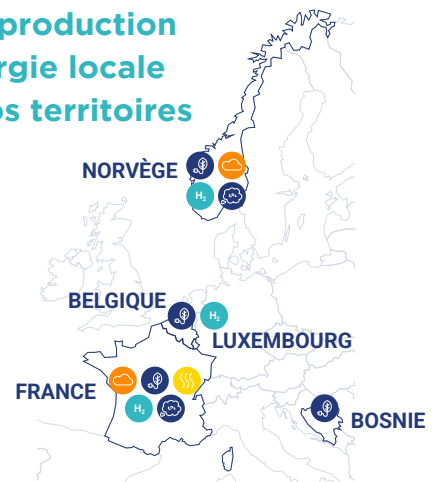 production
rgie locale
os territoires
NORVÈGE
H₂
BELGIQUE
H₂
LUXEMBOURG
FRANCE
H₂
BOSNIE